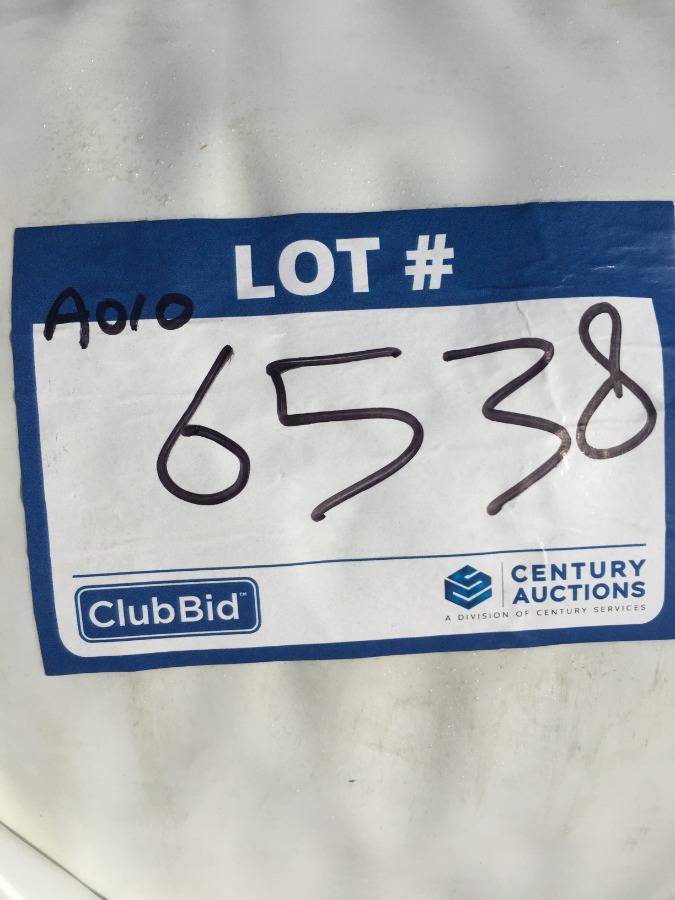 LOT #
A010
6538
ClubBid™
CENTURY
AUCTIONS
A DIVISION OF CENTURY SERVICES